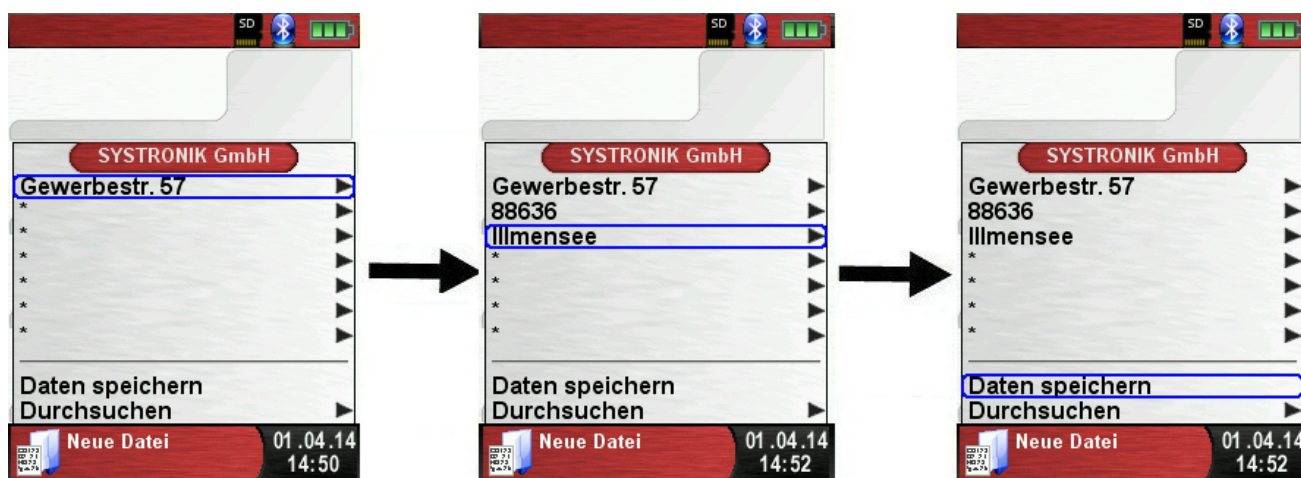 SD
SYSTRONIK GmbH
Gewerbestr. 57
*
*
*
*
*
*
Daten speichern
Durchsuchen
Neue Datei
01.04.14
14:50
SD
SYSTRONIK GmbH
Gewerbestr. 57
88636
Illmensee
*
*
*
*
Daten speichern
Durchsuchen
Neue Datei
01.04.14
14:52
SD
SYSTRONIK GmbH
Gewerbestr. 57
88636
Illmensee
*
*
*
*
Daten speichern
Durchsuchen
Neue Datei
01.04.14
14:52